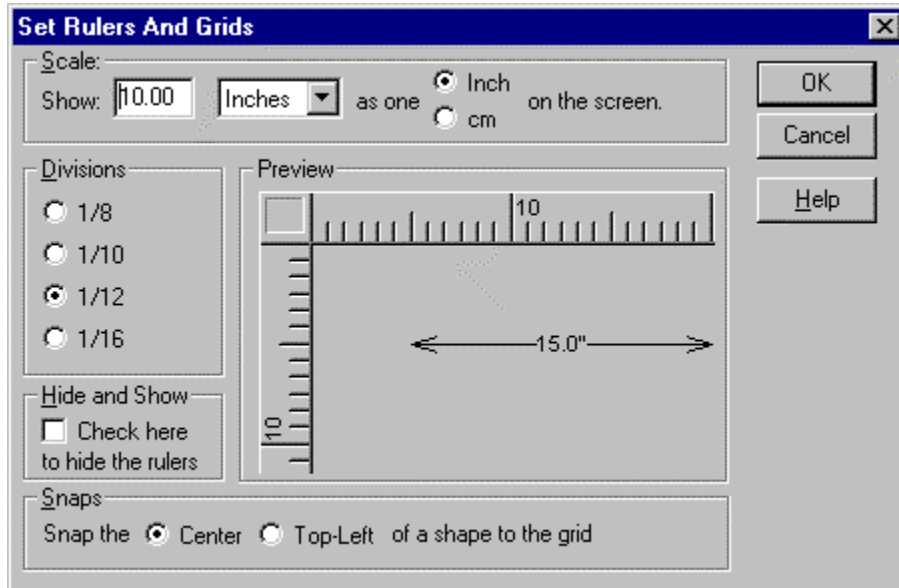 Set Rulers And Grids
Scale:
Show: 10.00 Inches as one Inch cm on the screen.
OK
Cancel
Help
Divisions
1/8
1/10
1/12
1/16
Preview
10
15.0"
10
Hide and Show
Check here
to hide the rulers
Snaps
Snap the Center Top-Left of a shape to the grid